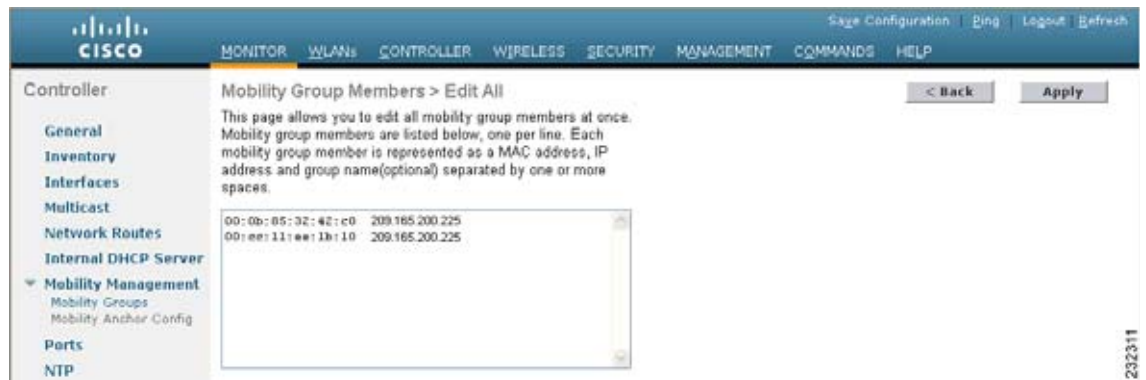 Save Configuration Ping Logout Refresh
CISCO
MONITOR WLANs CONTROLLER WIRELESS SECURITY MANAGEMENT COMMANDS HELP
Controller
General
Inventory
Interfaces
Multicast
Network Routes
Internal DHCP Server
Mobility Management
Mobility Groups
Mobility Anchor Config
Ports
NTP
Mobility Group Members > Edit All
< Back
Apply
This page allows you to edit all mobility group members at once.
Mobility group members are listed below, one per line. Each
mobility group member is represented as a MAC address, IP
address and group name(optional) separated by one or more
spaces.
00:0b:85:32:42:c0 209.165.200.225
00:ee:11:ee:1b:10 209.165.200.225
232311